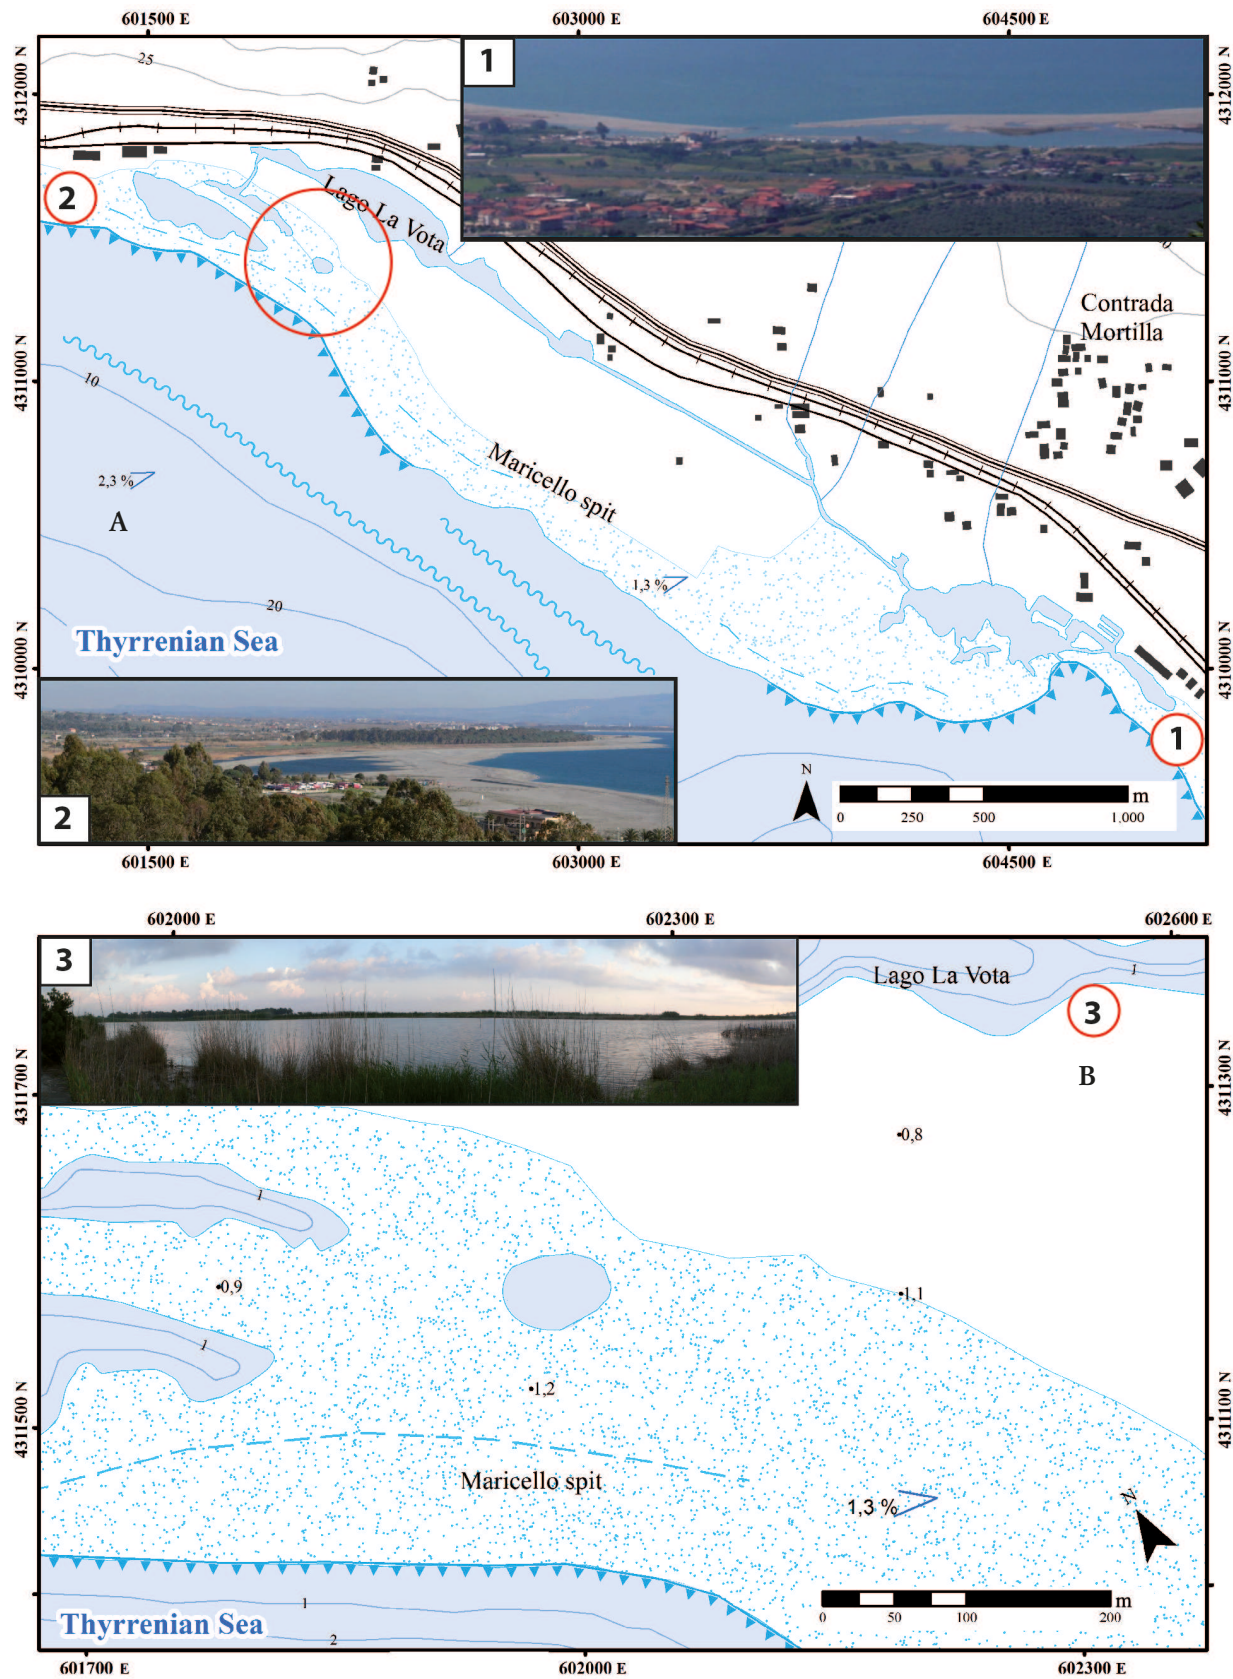 601500 E
603000 E
604500 E
4312000 N
4312000 N
1
25
2
Lago La Vota
Contrada
Mortilla
4311000 N
4311000 N
10
2,3 %
A
Maricello spit
1,3 %
20
Thyrrenian Sea
4310000 N
4310000 N
1
N
m
0 250 500 1,000
2
601500 E
603000 E
604500 E
602000 E
602300 E
602600 E
3
Lago La Vota
1
3
B
4311700 N
4311300 N
0,8
1
0,9
1,1
1
1,2
4311500 N
4311100 N
Maricello spit
1,3 %
N
m
0 50 100 200
1
Thyrrenian Sea
2
601700 E
602000 E
602300 E